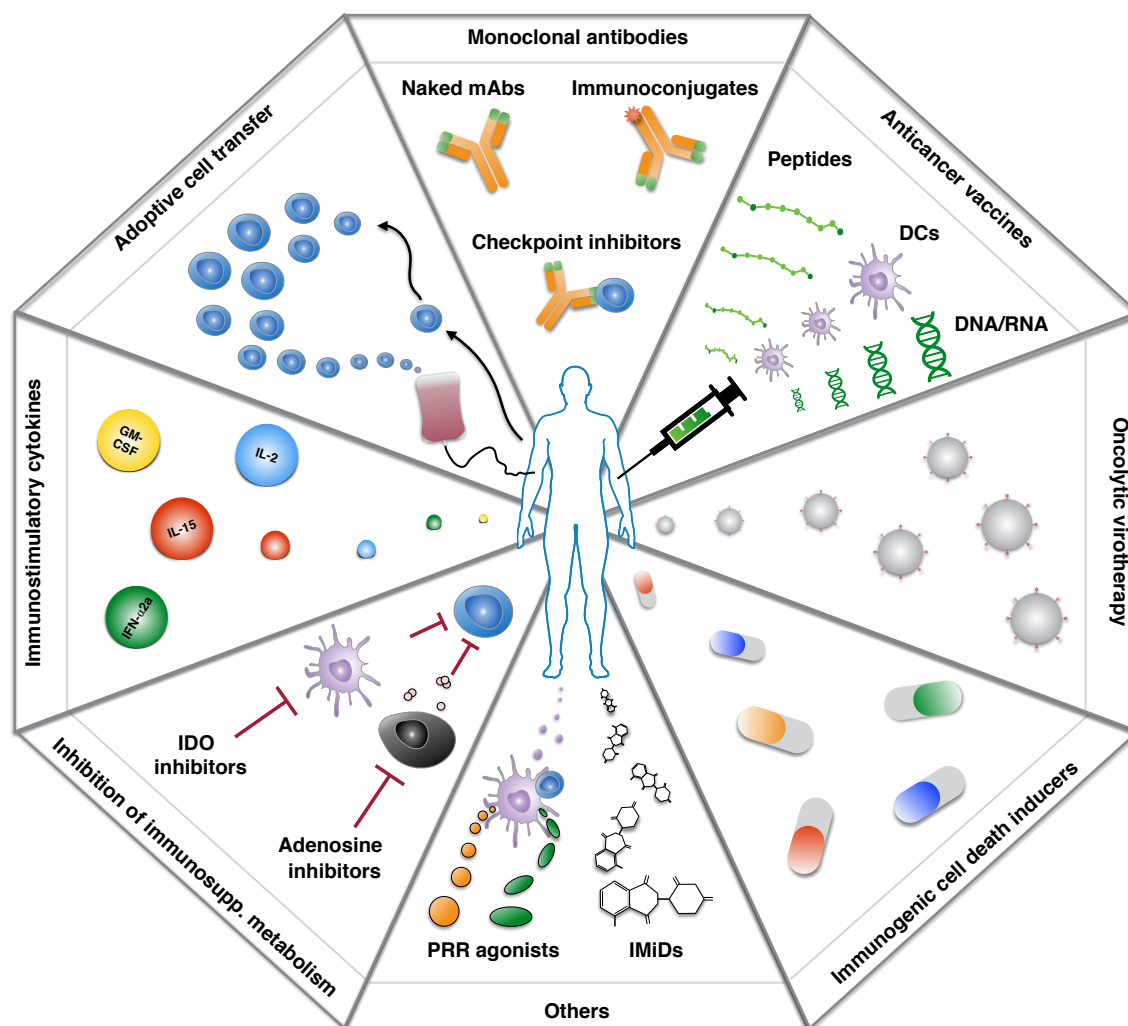 Monoclonal antibodies
Naked mAbs
Immunoconjugates
Checkpoint inhibitors
Anticancer vaccines
Peptides
DCs
DNA/RNA
Oncolytic virotherapy
Immunogenic cell death inducers
Others
PRR agonists
IMiDs
Inhibition of immunosupp. metabolism
IDO
inhibitors
Adenosine
inhibitors
Immunostimulatory cytokines
GM-
CSF
IL-2
IL-15
IFN-α2a
Adoptive cell transfer